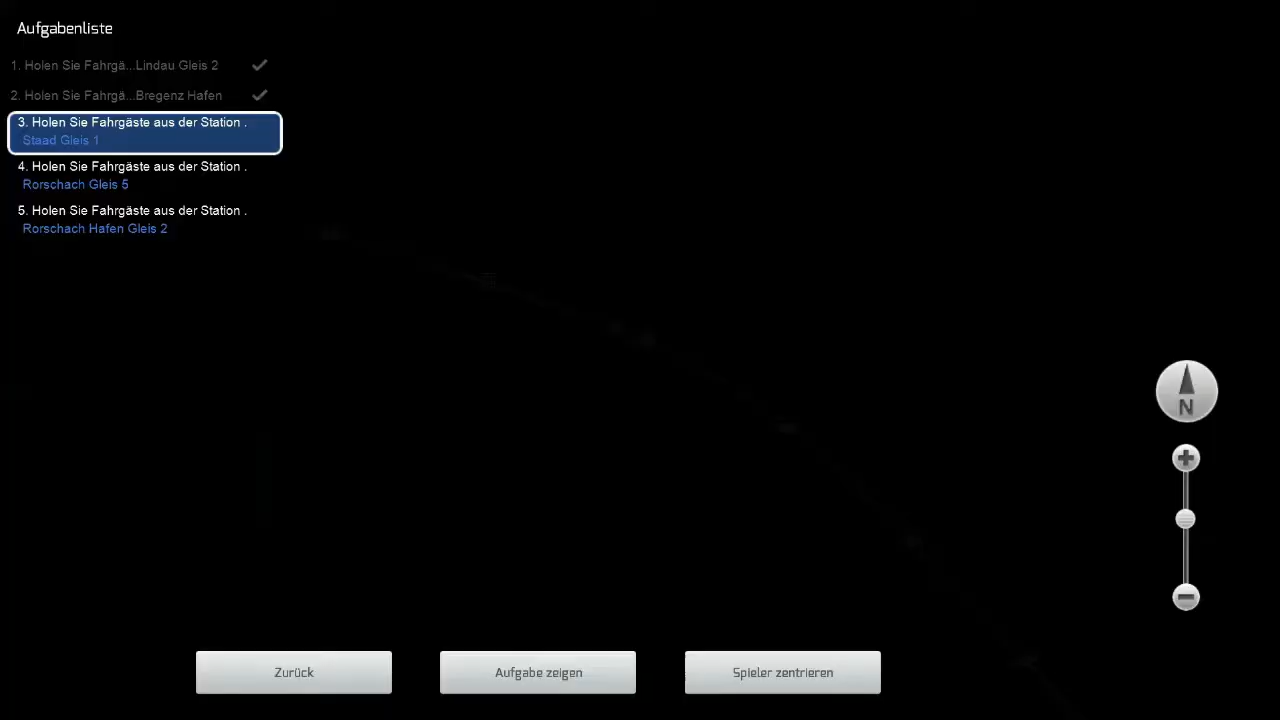 Aufgabenliste
1. Holen Sie Fahrgä...Lindau Gleis 2
2. Holen Sie Fahrgä...Bregenz Hafen
3. Holen Sie Fahrgäste aus der Station .
Staad Gleis 1
4. Holen Sie Fahrgäste aus der Station .
Rorschach Gleis 5
5. Holen Sie Fahrgäste aus der Station .
Rorschach Hafen Gleis 2
N
Zurück
Aufgabe zeigen
Spieler zentrieren